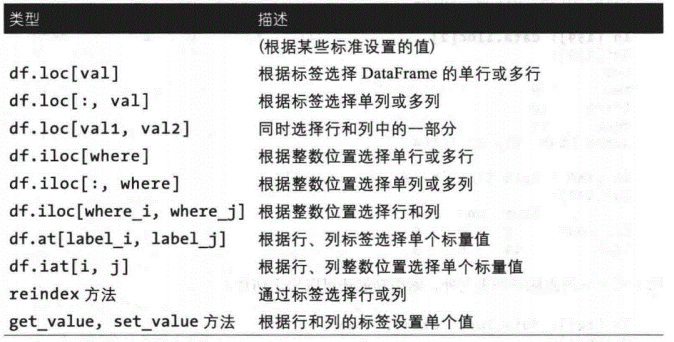 类型 描述
(根据某些标准设置的值)
df.loc[val] 根据标签选择 DataFrame 的单行或多行
df.loc[:, val] 根据标签选择单列或多列
df.loc[val1, val2] 同时选择行和列中的一部分
df.iloc[where] 根据整数位置选择单行或多行
df.iloc[:, where] 根据整数位置选择单列或多列
df.iloc[where_i, where_j] 根据整数位置选择行和列
df.at[label_i, label_j] 根据行、列标签选择单个标量值
df.iat[i, j] 根据行、列整数位置选择单个标量值
reindex 方法 通过标签选择行或列
get_value, set_value 方法 根据行和列的标签设置单个值